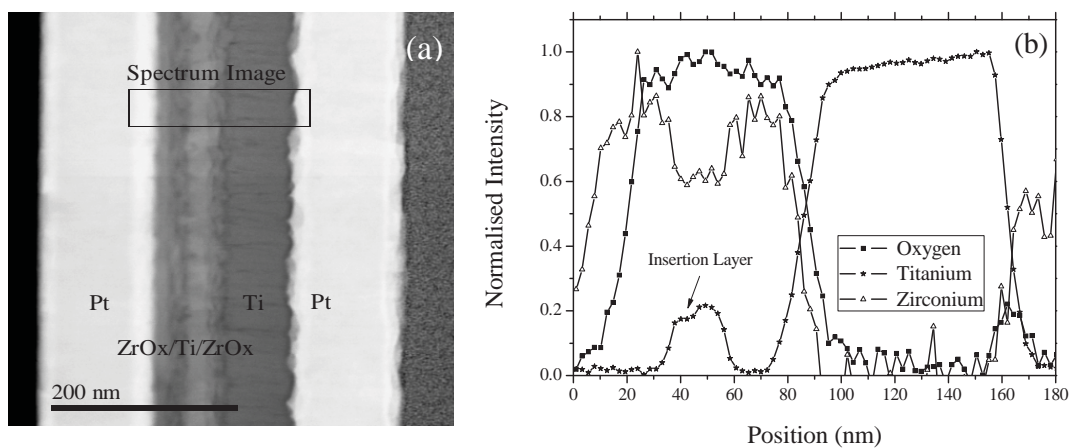 (a)
Spectrum Image
Pt
Ti
Pt
ZrOx/Ti/ZrOx
200 nm
(b)
Normalised Intensity
1.0
0.8
0.6
0.4
0.2
0.0
Insertion Layer
Oxygen
Titanium
Zirconium
0 20 40 60 80 100 120 140 160 180
Position (nm)